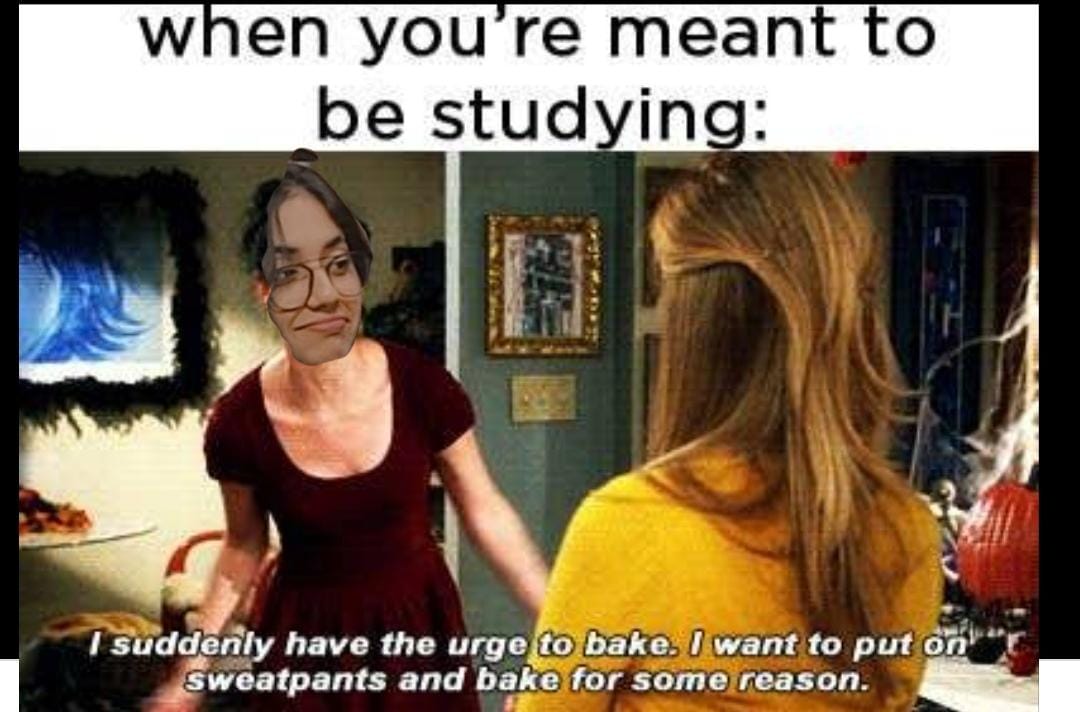 when you're meant to
be studying:
I suddenly have the urge to bake. I want to put on
sweatpants and bake for some reason.